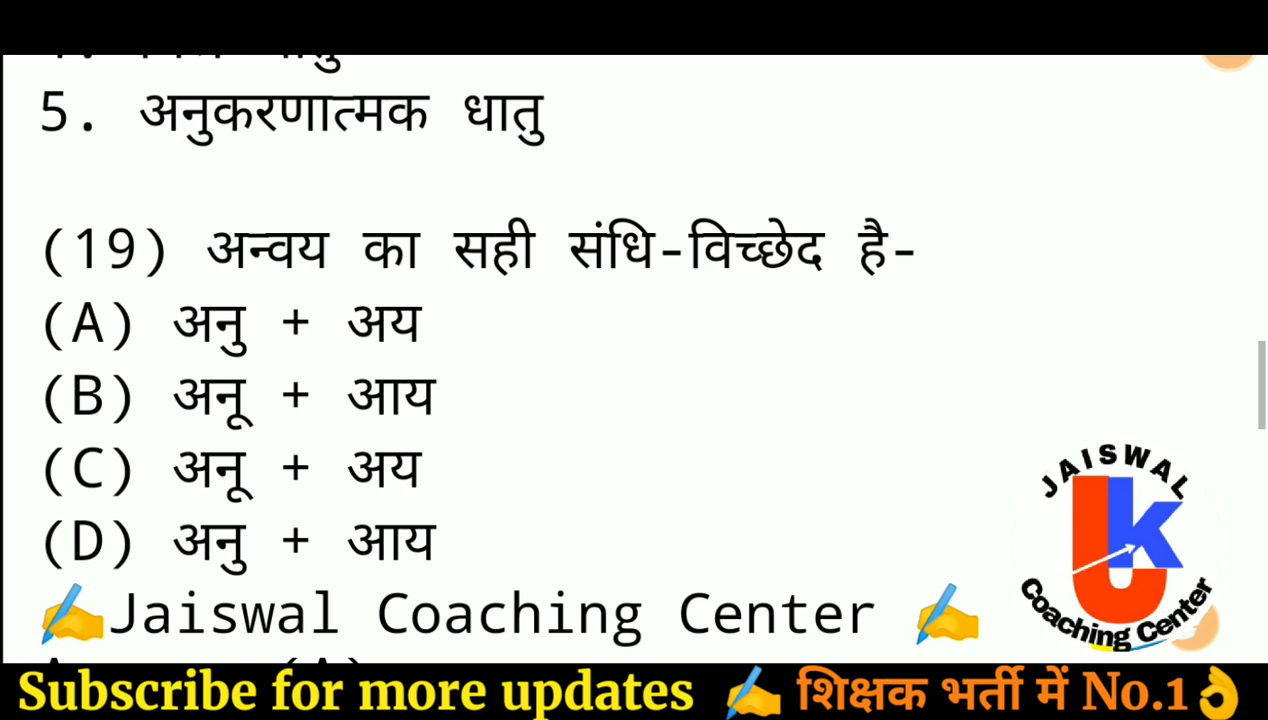 5. अनुकरणात्मक धातु
(19) अन्वय का सही संधि-विच्छेद है-
(A) अनु + अय
(B) अनू + आय
(C) अनू + अय
(D) अनु + आय
✍Jaiswal Coaching Center ✍
JAISWAL
JK
Coaching Center
Subscribe for more updates ✍ शिक्षक भर्ती में No.1👌